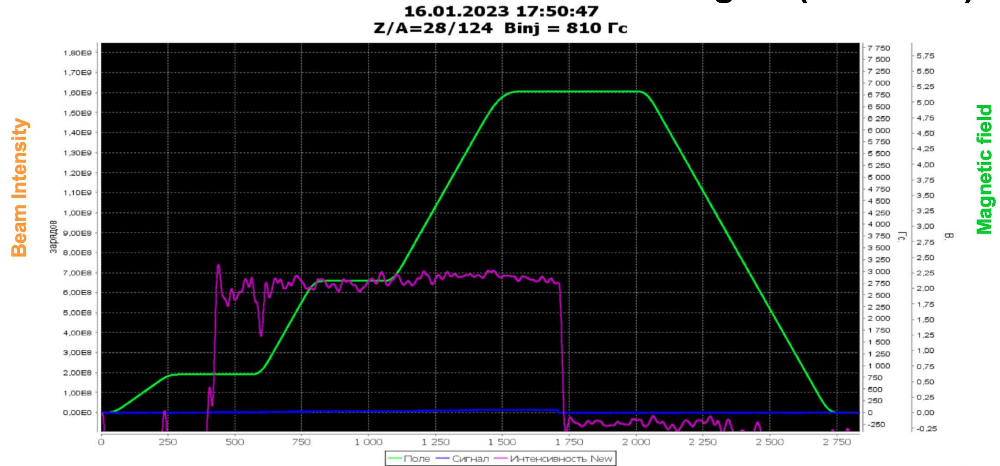 16.01.2023 17:50:47
Z/A=28/124 Binj = 810 Гс
Beam Intensity
зарядов
1,80E9
1,70E9
1,60E9
1,50E9
1,40E9
1,30E9
1,20E9
1,10E9
1,00E9
9,00E8
8,00E8
7,00E8
6,00E8
5,00E8
4,00E8
3,00E8
2,00E8
1,00E8
0,00E0
0 250 500 750 1 000 1 250 1 500 1 750 2 000 2 250 2 500 2 750
7 750
7 500
7 250
7 000
6 750
6 500
6 250
6 000
5 750
5 500
5 250
5 000
4 750
4 500
4 250
4 000
3 750
3 500
3 250
3 000
2 750
2 500
2 250
2 000
1 750
1 500
1 250
1 000
750
500
250
0
-250
Гс.
5,75
5,50
5,25
5,00
4,75
4,50
4,25
4,00
3,75
3,50
3,25
3,00
2,75
2,50
2,25
2,00
1,75
1,50
1,25
1,00
0,75
0,50
0,25
0,00
-0,25
В.
Magnetic field
Поле Сигнал Интенсивность New